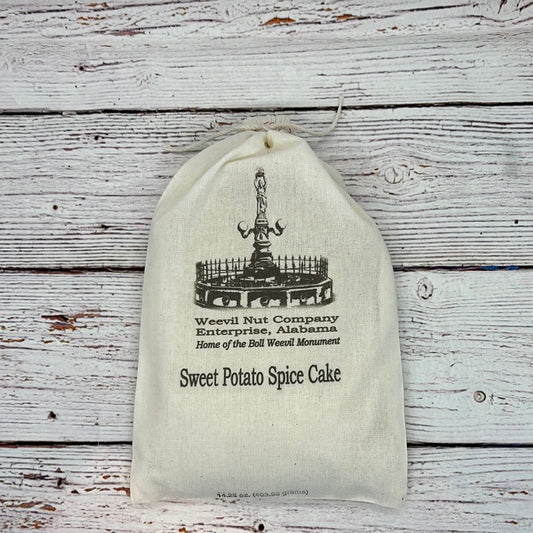 Weevil Nut Company
Enterprise, Alabama
Home of the Boll Weevil Monument
Sweet Potato Spice Cake